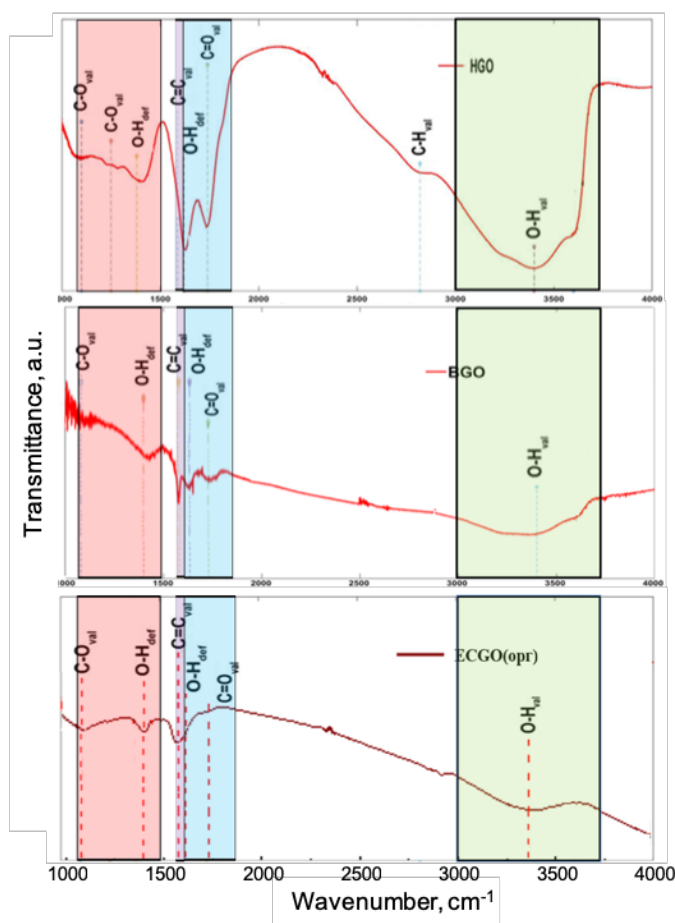 Transmittance, a.u.
C-O_val
C-O_val
O-H_def
C=C_val
O-H_def
C=O_val
C-H_val
O-H_val
HGO
000 1500 2000 2500 3000 3500 4000
C-O_val
O-H_def
C=C_val
O-H_def
C=O_val
O-H_val
BGO
1000 1500 2000 2500 3000 3500 4000
C-O_val
O-H_def
C=C_val
O-H_def
C=O_val
O-H_val
ECGO(opr)
1000 1500 2000 2500 3000 3500 4000
Wavenumber, cm⁻¹